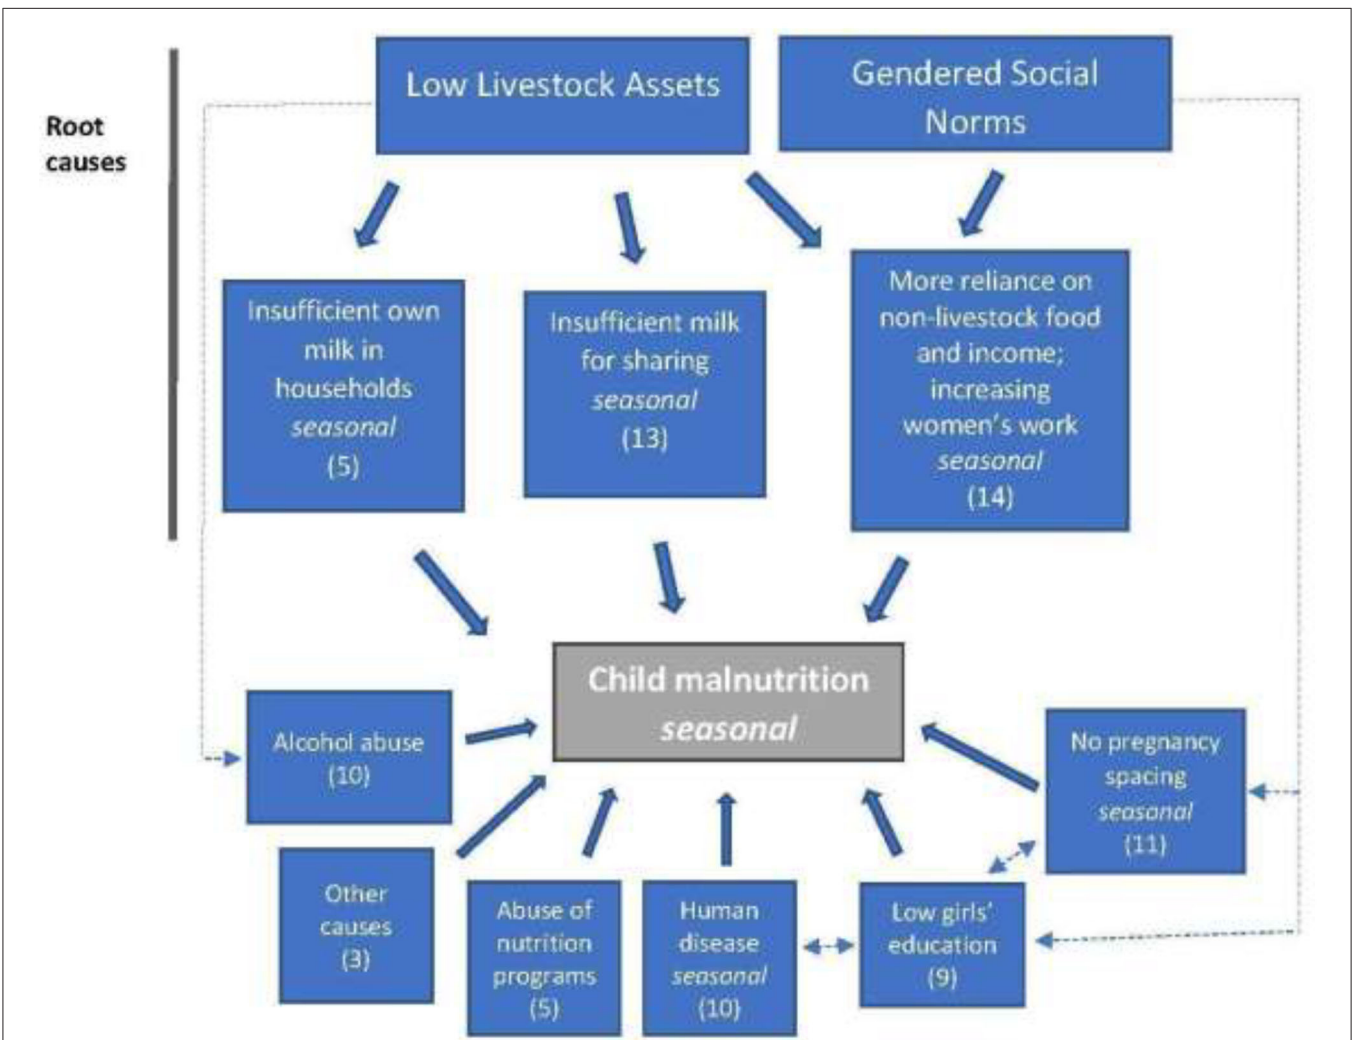 Root
causes
Low Livestock Assets
Gendered Social
Norms
Insufficient own
milk in
households
seasonal
(5)
Insufficient milk
for sharing
seasonal
(13)
More reliance on
non-livestock food
and income;
increasing
women's work
seasonal
(14)
Child malnutrition
seasonal
Alcohol abuse
(10)
No pregnancy
spacing
seasonal
(11)
Other
causes
(3)
Abuse of
nutrition
programs
(5)
Human
disease
seasonal
(10)
Low girls'
education
(9)